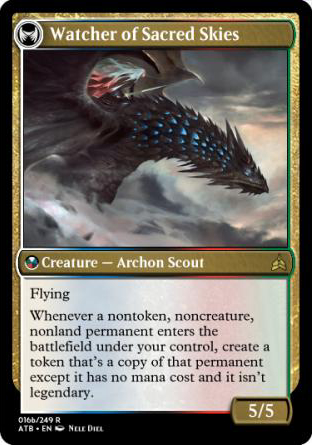 Watcher of Sacred Skies
Creature — Archon Scout
Flying
Whenever a nontoken, noncreature,
nonland permanent enters the
battlefield under your control, create a
token that's a copy of that permanent
except it has no mana cost and it isn't
legendary.
5/5
016b/249 R
ATB • EN Nele Diel